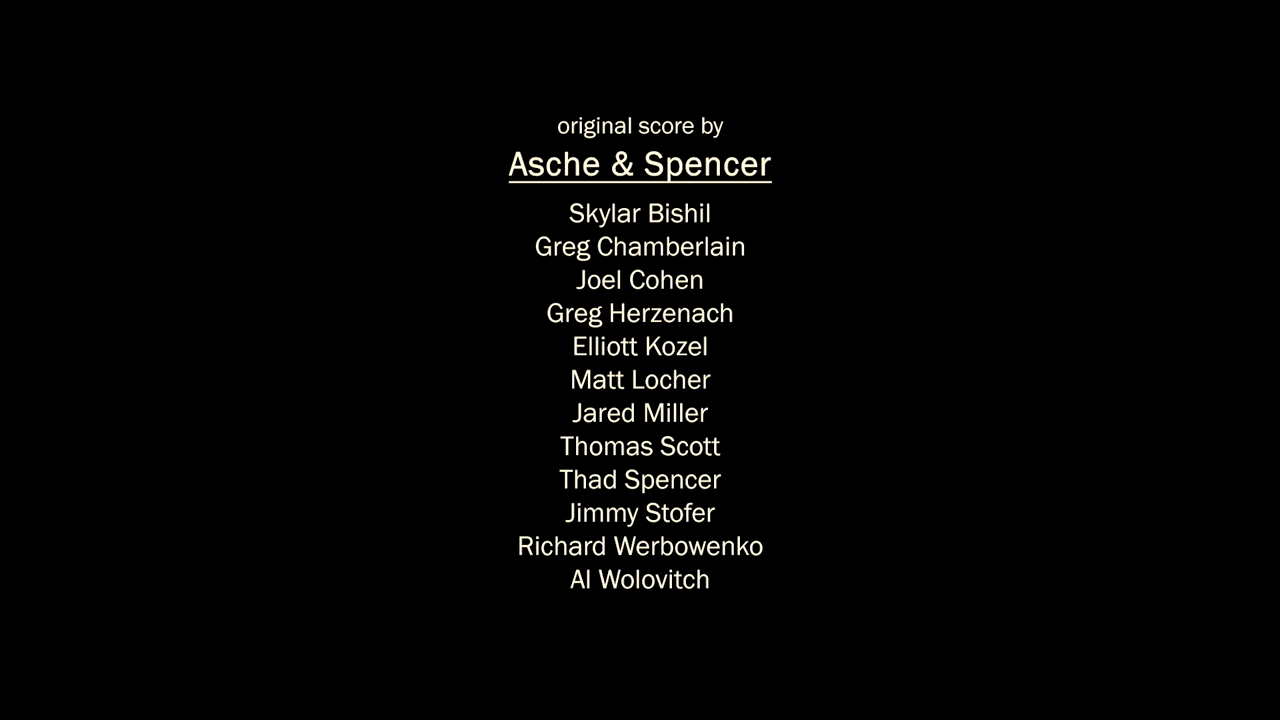 original score by
Asche & Spencer
Skylar Bishil
Greg Chamberlain
Joel Cohen
Greg Herzenach
Elliott Kozel
Matt Locher
Jared Miller
Thomas Scott
Thad Spencer
Jimmy Stofer
Richard Werbowenko
Al Wolovitch